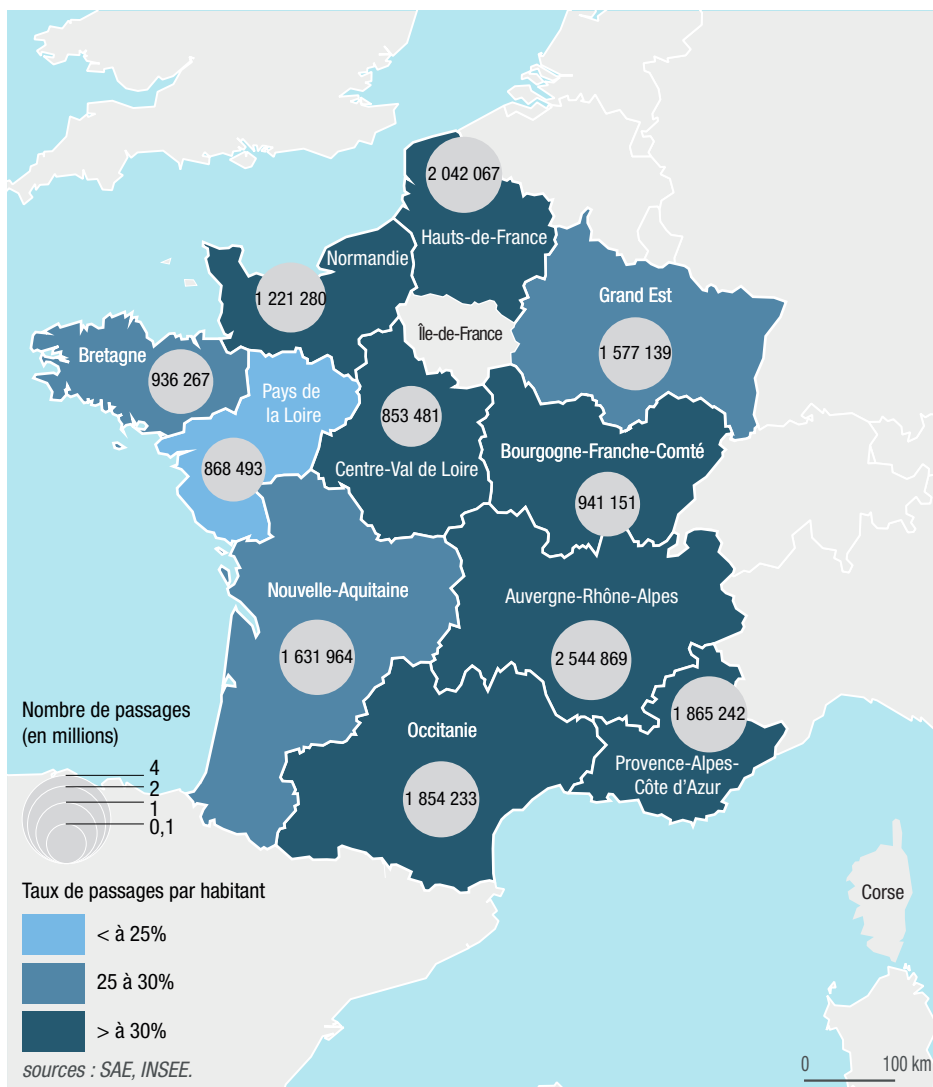 2 042 067
Hauts-de-France
Normandie
1 221 280
Grand Est
1 577 139
Île-de-France
Bretagne
936 267
Pays de
la Loire
868 493
853 481
Centre-Val de Loire
Bourgogne-Franche-Comté
941 151
Nouvelle-Aquitaine
1 631 964
Auvergne-Rhône-Alpes
2 544 869
1 865 242
Provence-Alpes-
Côte d'Azur
Occitanie
1 854 233
Corse
Nombre de passages
(en millions)
4
2
1
0,1
Taux de passages par habitant
< à 25%
25 à 30%
> à 30%
sources : SAE, INSEE.
0 100 km